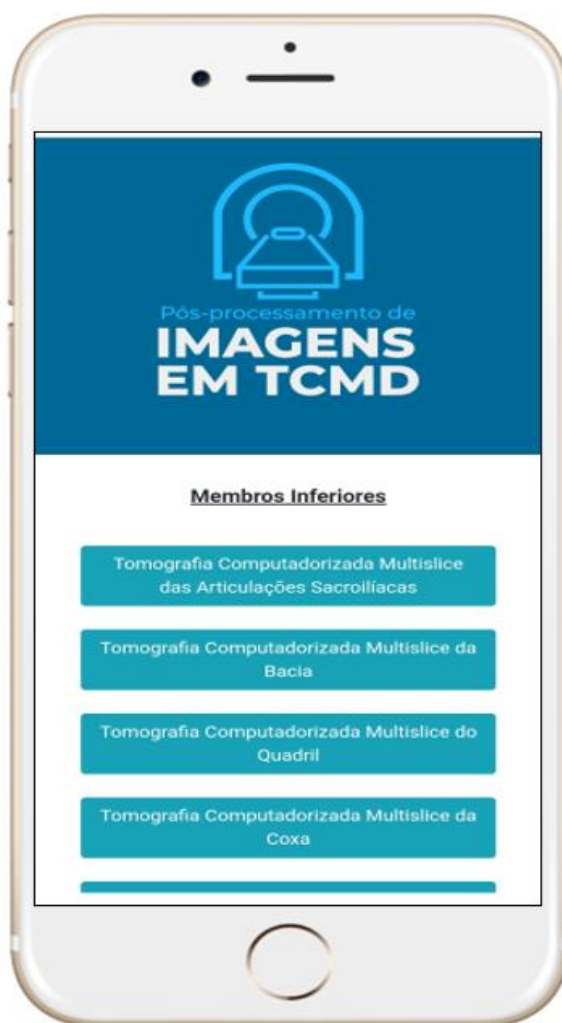 Pós-processamento de
IMAGENS
EM TCMD
Membros Inferiores
Tomografia Computadorizada Multislice
das Articulações Sacroilíacas
Tomografia Computadorizada Multislice da
Bacia
Tomografia Computadorizada Multislice do
Quadril
Tomografia Computadorizada Multislice da
Coxa